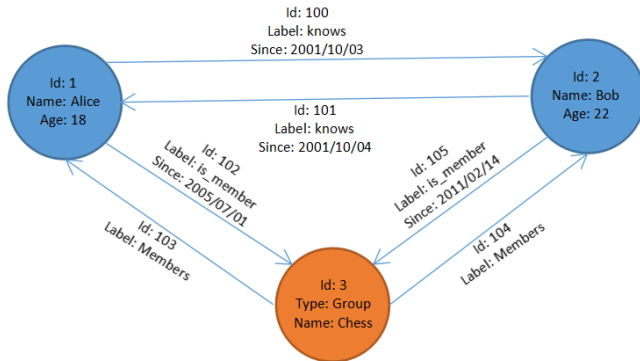 Id: 100
Label: knows
Since: 2001/10/03
Id: 1
Name: Alice
Age: 18
Id: 2
Name: Bob
Age: 22
Id: 101
Label: knows
Since: 2001/10/04
Id: 102
Label: is_member
Since: 2005/07/01
Id: 105
Label: is_member
Since: 2011/02/14
Id: 103
Label: Members
Id: 104
Label: Members
Id: 3
Type: Group
Name: Chess